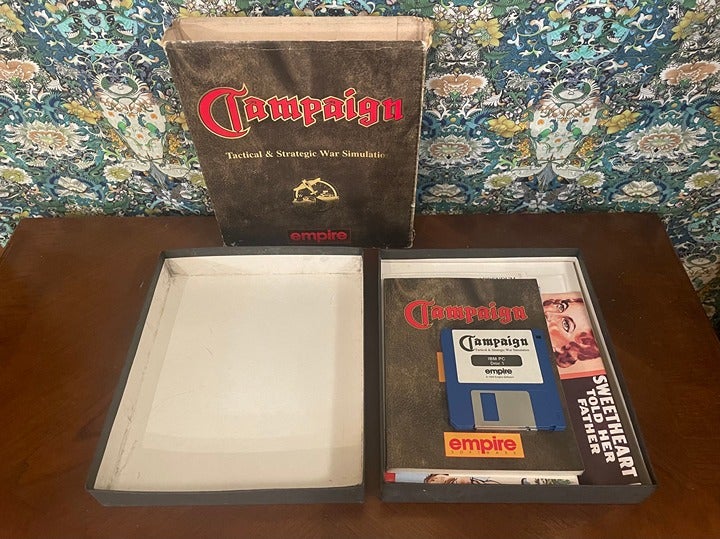 Campaign
Tactical & Strategic War Simulation
empire
Campaign
Campaign
Tactical & Strategic War Simulation
IBM PC
Disk 1
empire
empire
SOFTWARE
SWEETHEART
TOLD HER
FATHER